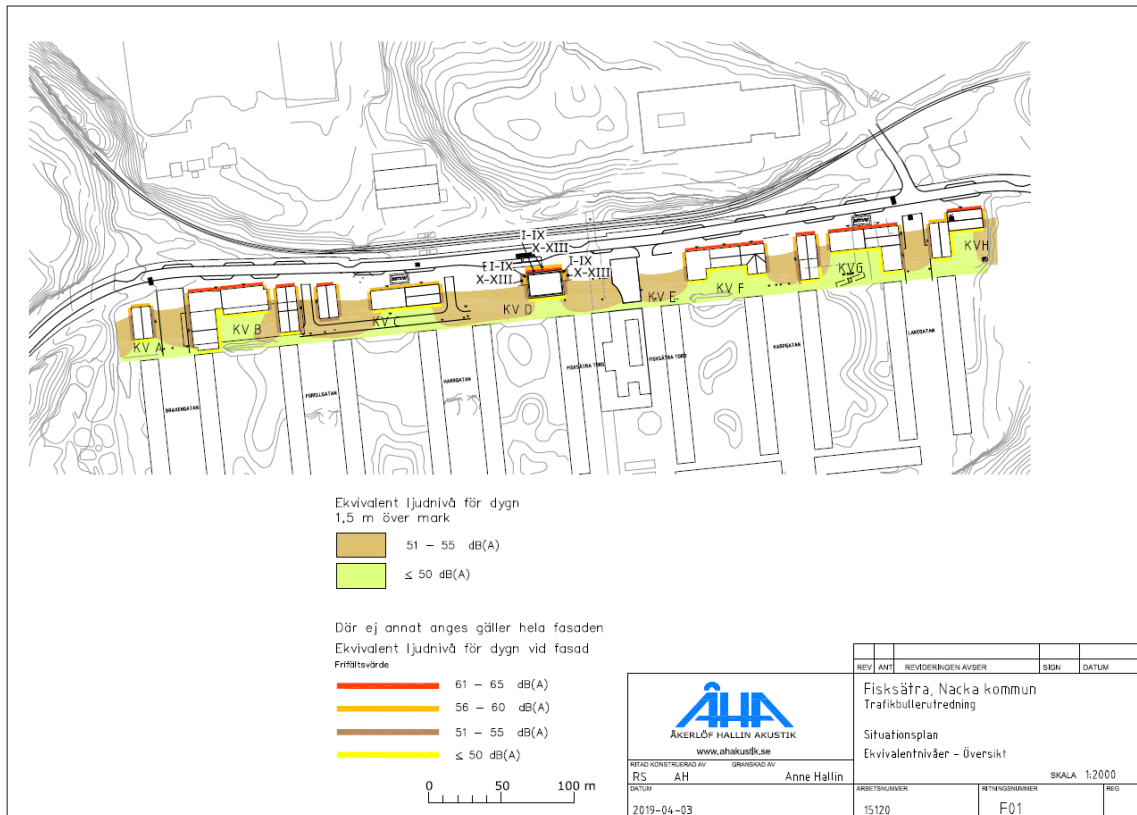 I-IX
X-XIII
I-IX
X-XIII
I-IX
X-XIII
KV A
KV B
KV C
KV D
KV E
KV F
KVG
KVH
BRAXENGATAN
FORELLGATAN
HARRGATAN
FISKSÄTRA TORG
FISKSÄTRA TORG
KARPGATAN
LAXGATAN
Ekvivalent ljudnivå för dygn
1,5 m över mark
51 – 55 dB(A)
≤ 50 dB(A)
Där ej annat anges gäller hela fasaden
Ekvivalent ljudnivå för dygn vid fasad
Frifältsvärde
61 – 65 dB(A)
56 – 60 dB(A)
51 – 55 dB(A)
≤ 50 dB(A)
0 50 100 m
REV ANT REVIDERINGEN AVSER SIGN DATUM
ÅHA
ÅKERLÖF HALLIN AKUSTIK
www.ahakustik.se
Fisksätra, Nacka kommun
Trafikbullerutredning
Situationsplan
Ekvivalentnivåer – Översikt
SKALA 1:2000
RITAD KONSTRUERAD AV GRANSKAD AV
RS AH Anne Hallin
DATUM
2019-04-03
ARBETSNUMMER
15120
RITNINGSNUMMER
F01
REG